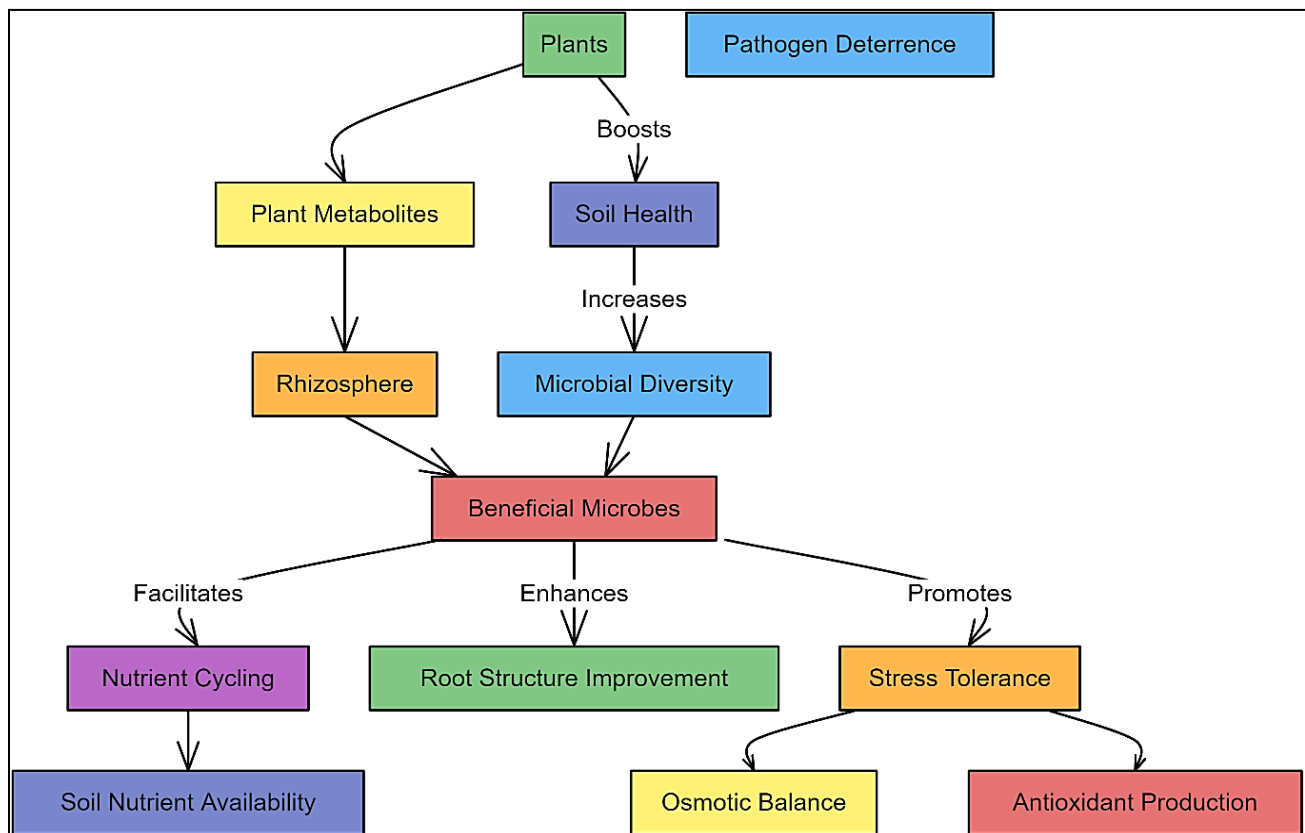 Plants
Pathogen Deterrence
Boosts
Plant Metabolites
Soil Health
Increases
Rhizosphere
Microbial Diversity
Beneficial Microbes
Facilitates
Enhances
Promotes
Nutrient Cycling
Root Structure Improvement
Stress Tolerance
Soil Nutrient Availability
Osmotic Balance
Antioxidant Production